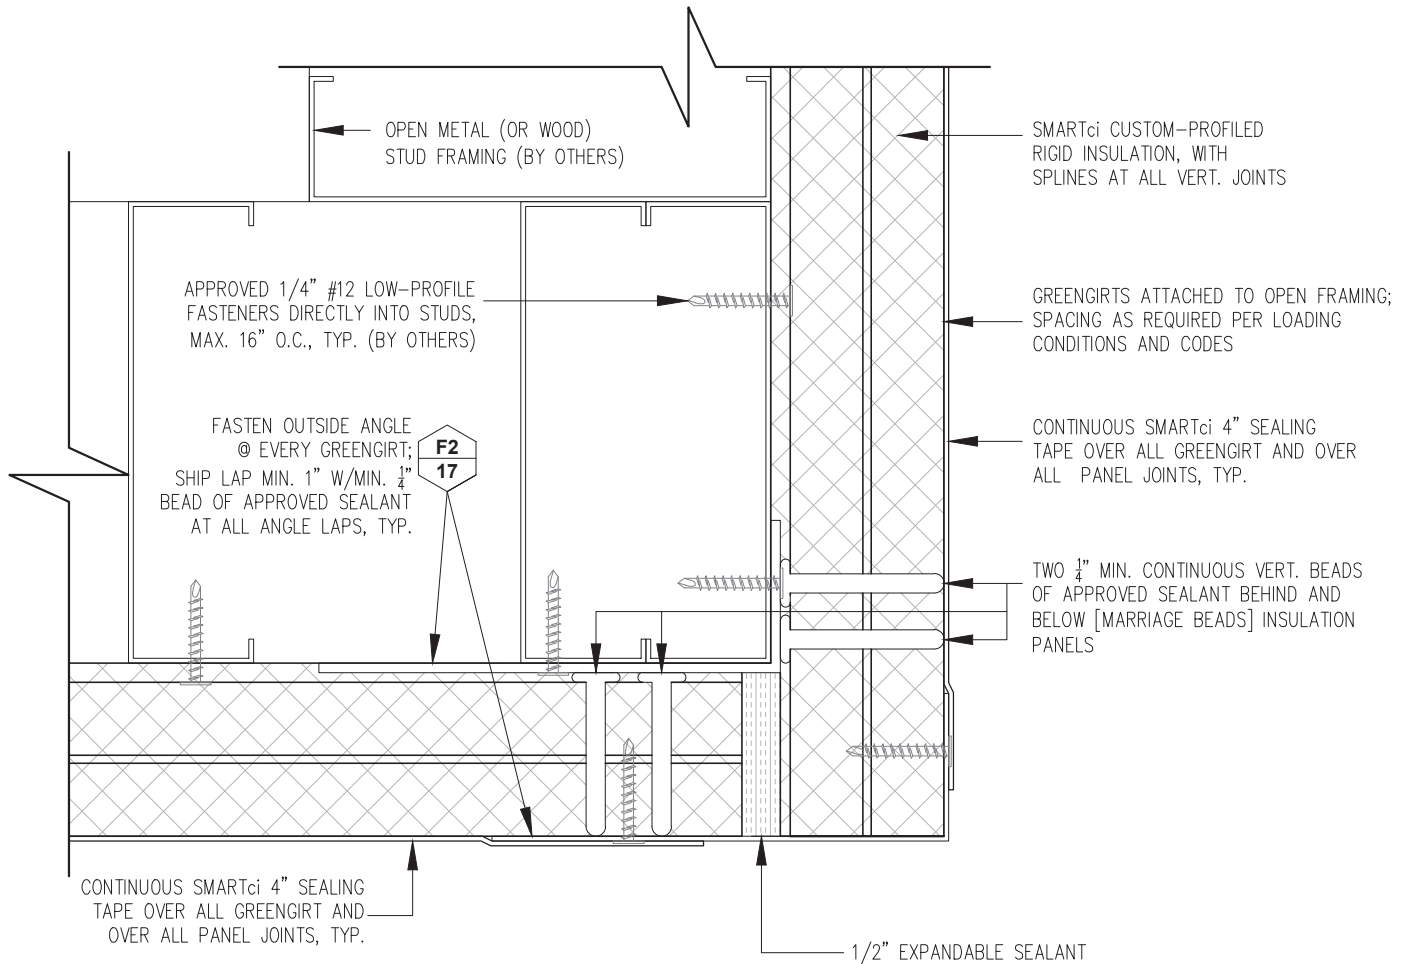 OPEN METAL (OR WOOD)
STUD FRAMING (BY OTHERS)
SMARTci CUSTOM-PROFILED
RIGID INSULATION, WITH
SPLINES AT ALL VERT. JOINTS
APPROVED 1/4" #12 LOW-PROFILE
FASTENERS DIRECTLY INTO STUDS,
MAX. 16" O.C., TYP. (BY OTHERS)
GREENGIRTS ATTACHED TO OPEN FRAMING;
SPACING AS REQUIRED PER LOADING
CONDITIONS AND CODES
FASTEN OUTSIDE ANGLE
@ EVERY GREENGIRT;
SHIP LAP MIN. 1" W/MIN. 1/4"
BEAD OF APPROVED SEALANT
AT ALL ANGLE LAPS, TYP.
F2
17
CONTINUOUS SMARTci 4" SEALING
TAPE OVER ALL GREENGIRT AND OVER
ALL PANEL JOINTS, TYP.
TWO 1/4" MIN. CONTINUOUS VERT. BEADS
OF APPROVED SEALANT BEHIND AND
BELOW [MARRIAGE BEADS] INSULATION
PANELS
CONTINUOUS SMARTci 4" SEALING
TAPE OVER ALL GREENGIRT AND
OVER ALL PANEL JOINTS, TYP.
1/2" EXPANDABLE SEALANT